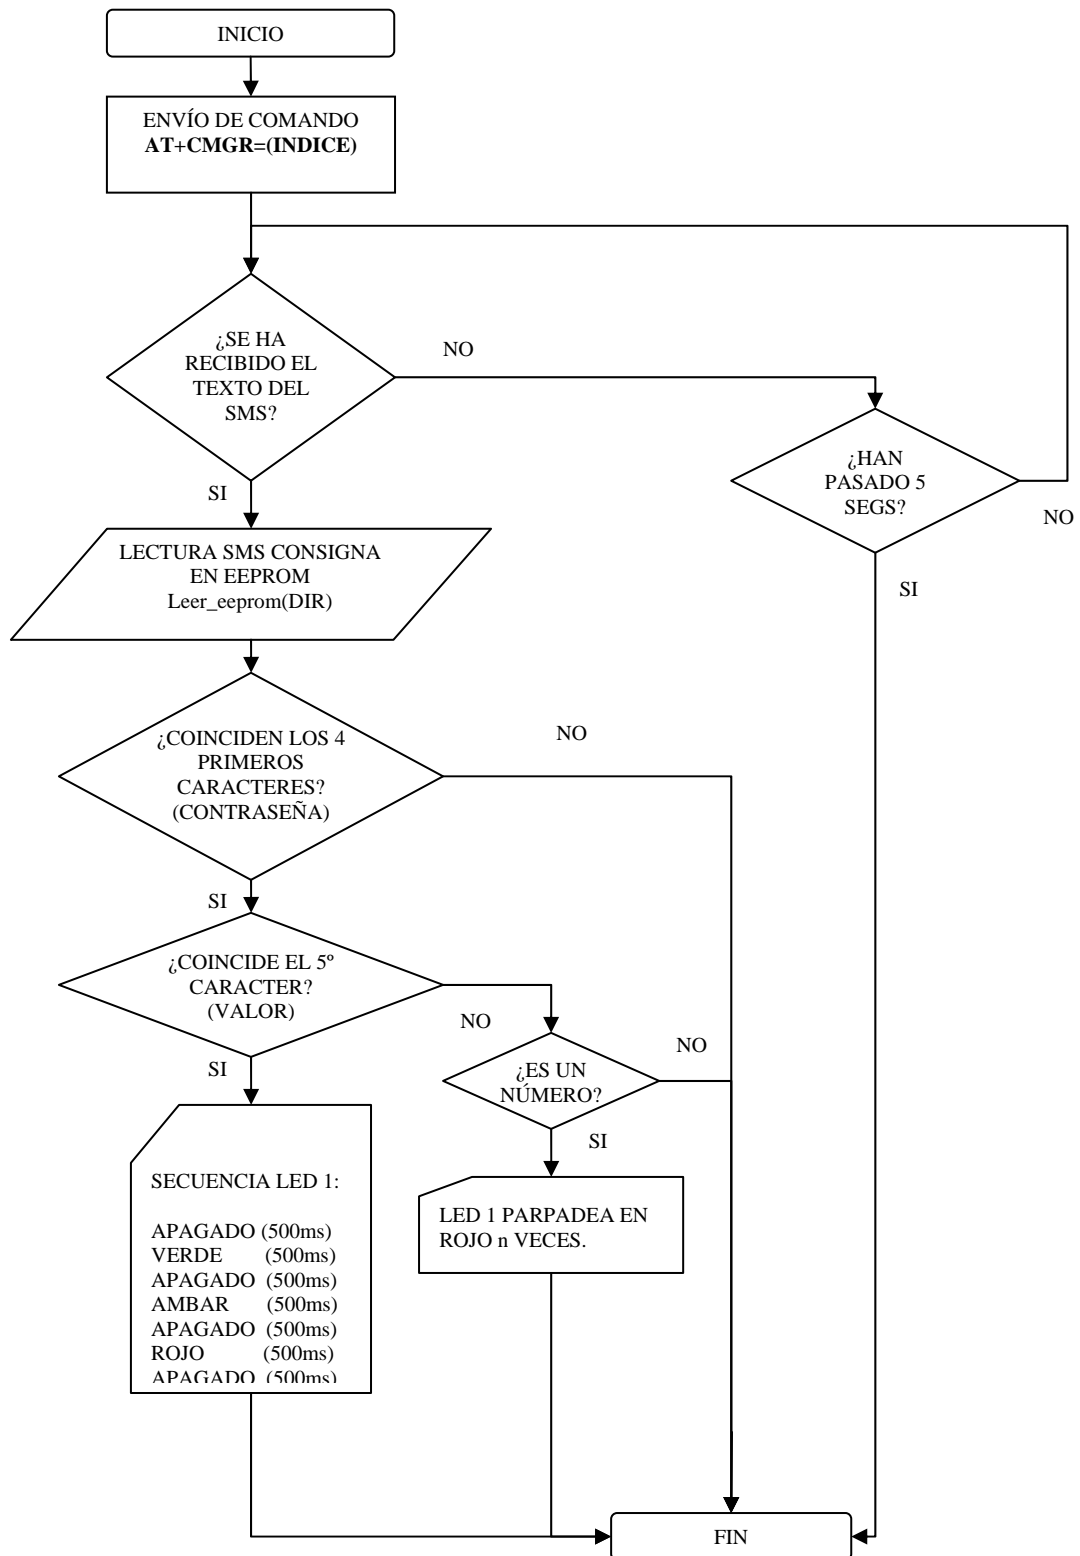 INICIO
ENVÍO DE COMANDO
AT+CMGR=(INDICE)
¿SE HA
RECIBIDO EL
TEXTO DEL
SMS?
NO
¿HAN
PASADO 5
SEGS?
NO
SI
SI
LECTURA SMS CONSIGNA
EN EEPROM
Leer_eeprom(DIR)
¿COINCIDEN LOS 4
PRIMEROS
CARACTERES?
(CONTRASEÑA)
NO
SI
¿COINCIDE EL 5º
CARACTER?
(VALOR)
NO
¿ES UN
NÚMERO?
NO
SI
SI
SECUENCIA LED 1:
APAGADO (500ms)
VERDE (500ms)
APAGADO (500ms)
AMBAR (500ms)
APAGADO (500ms)
ROJO (500ms)
APAGADO (500ms)
LED 1 PARPADEA EN
ROJO n VECES.
FIN